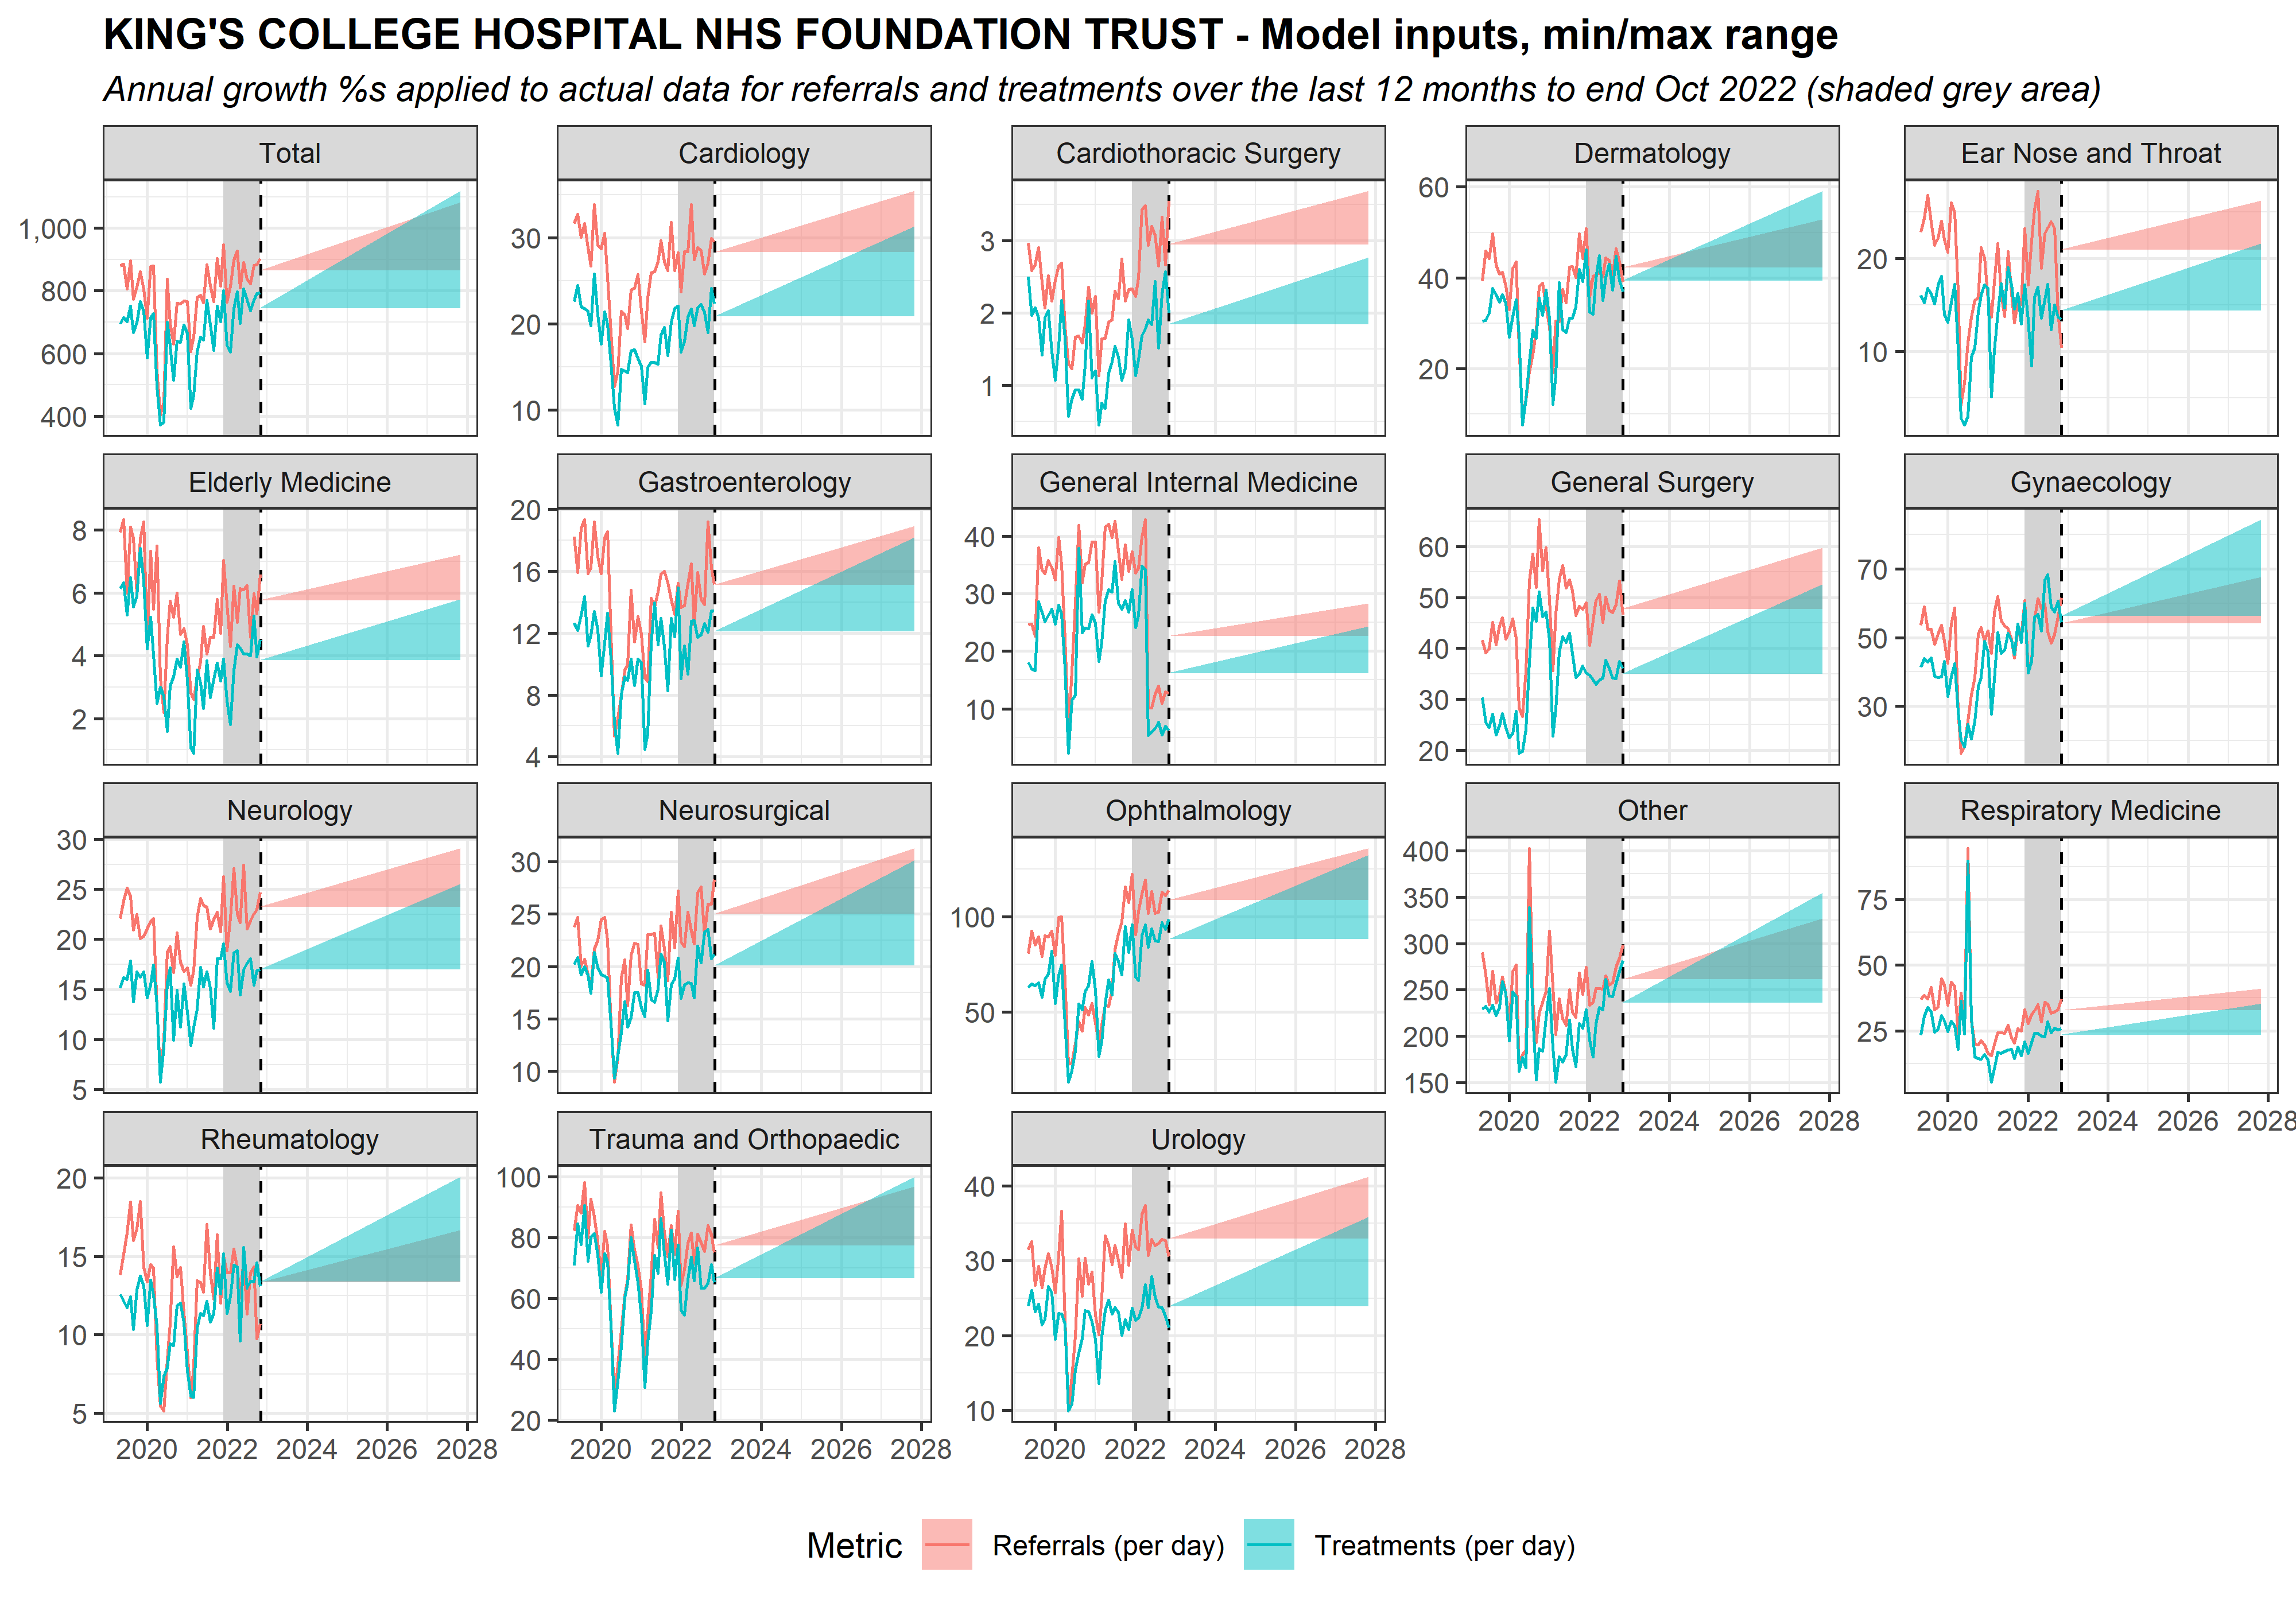 KING'S COLLEGE HOSPITAL NHS FOUNDATION TRUST - Model inputs, min/max range
Annual growth %s applied to actual data for referrals and treatments over the last 12 months to end Oct 2022 (shaded grey area)
Total
Cardiology
Cardiothoracic Surgery
Dermatology
Ear Nose and Throat
1,000
800
600
400
30
20
10
3
2
1
60
40
20
20
10
Elderly Medicine
Gastroenterology
General Internal Medicine
General Surgery
Gynaecology
8
6
4
2
20
16
12
8
4
40
30
20
10
60
50
40
30
20
70
50
30
Neurology
Neurosurgical
Ophthalmology
Other
Respiratory Medicine
30
25
20
15
10
5
30
25
20
15
10
100
50
400
350
300
250
200
150
75
50
25
2020 2022 2024 2026 2028
2020 2022 2024 2026 2028
Rheumatology
Trauma and Orthopaedic
Urology
20
15
10
5
100
80
60
40
20
40
30
20
10
2020 2022 2024 2026 2028
2020 2022 2024 2026 2028
2020 2022 2024 2026 2028
Metric Referrals (per day) Treatments (per day)